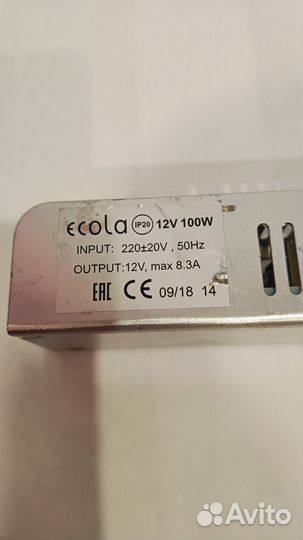 ecola IP20 12V 100W
INPUT: 220±20V , 50Hz
OUTPUT:12V, max 8.3A
EAC CE 09/18 14
Avito